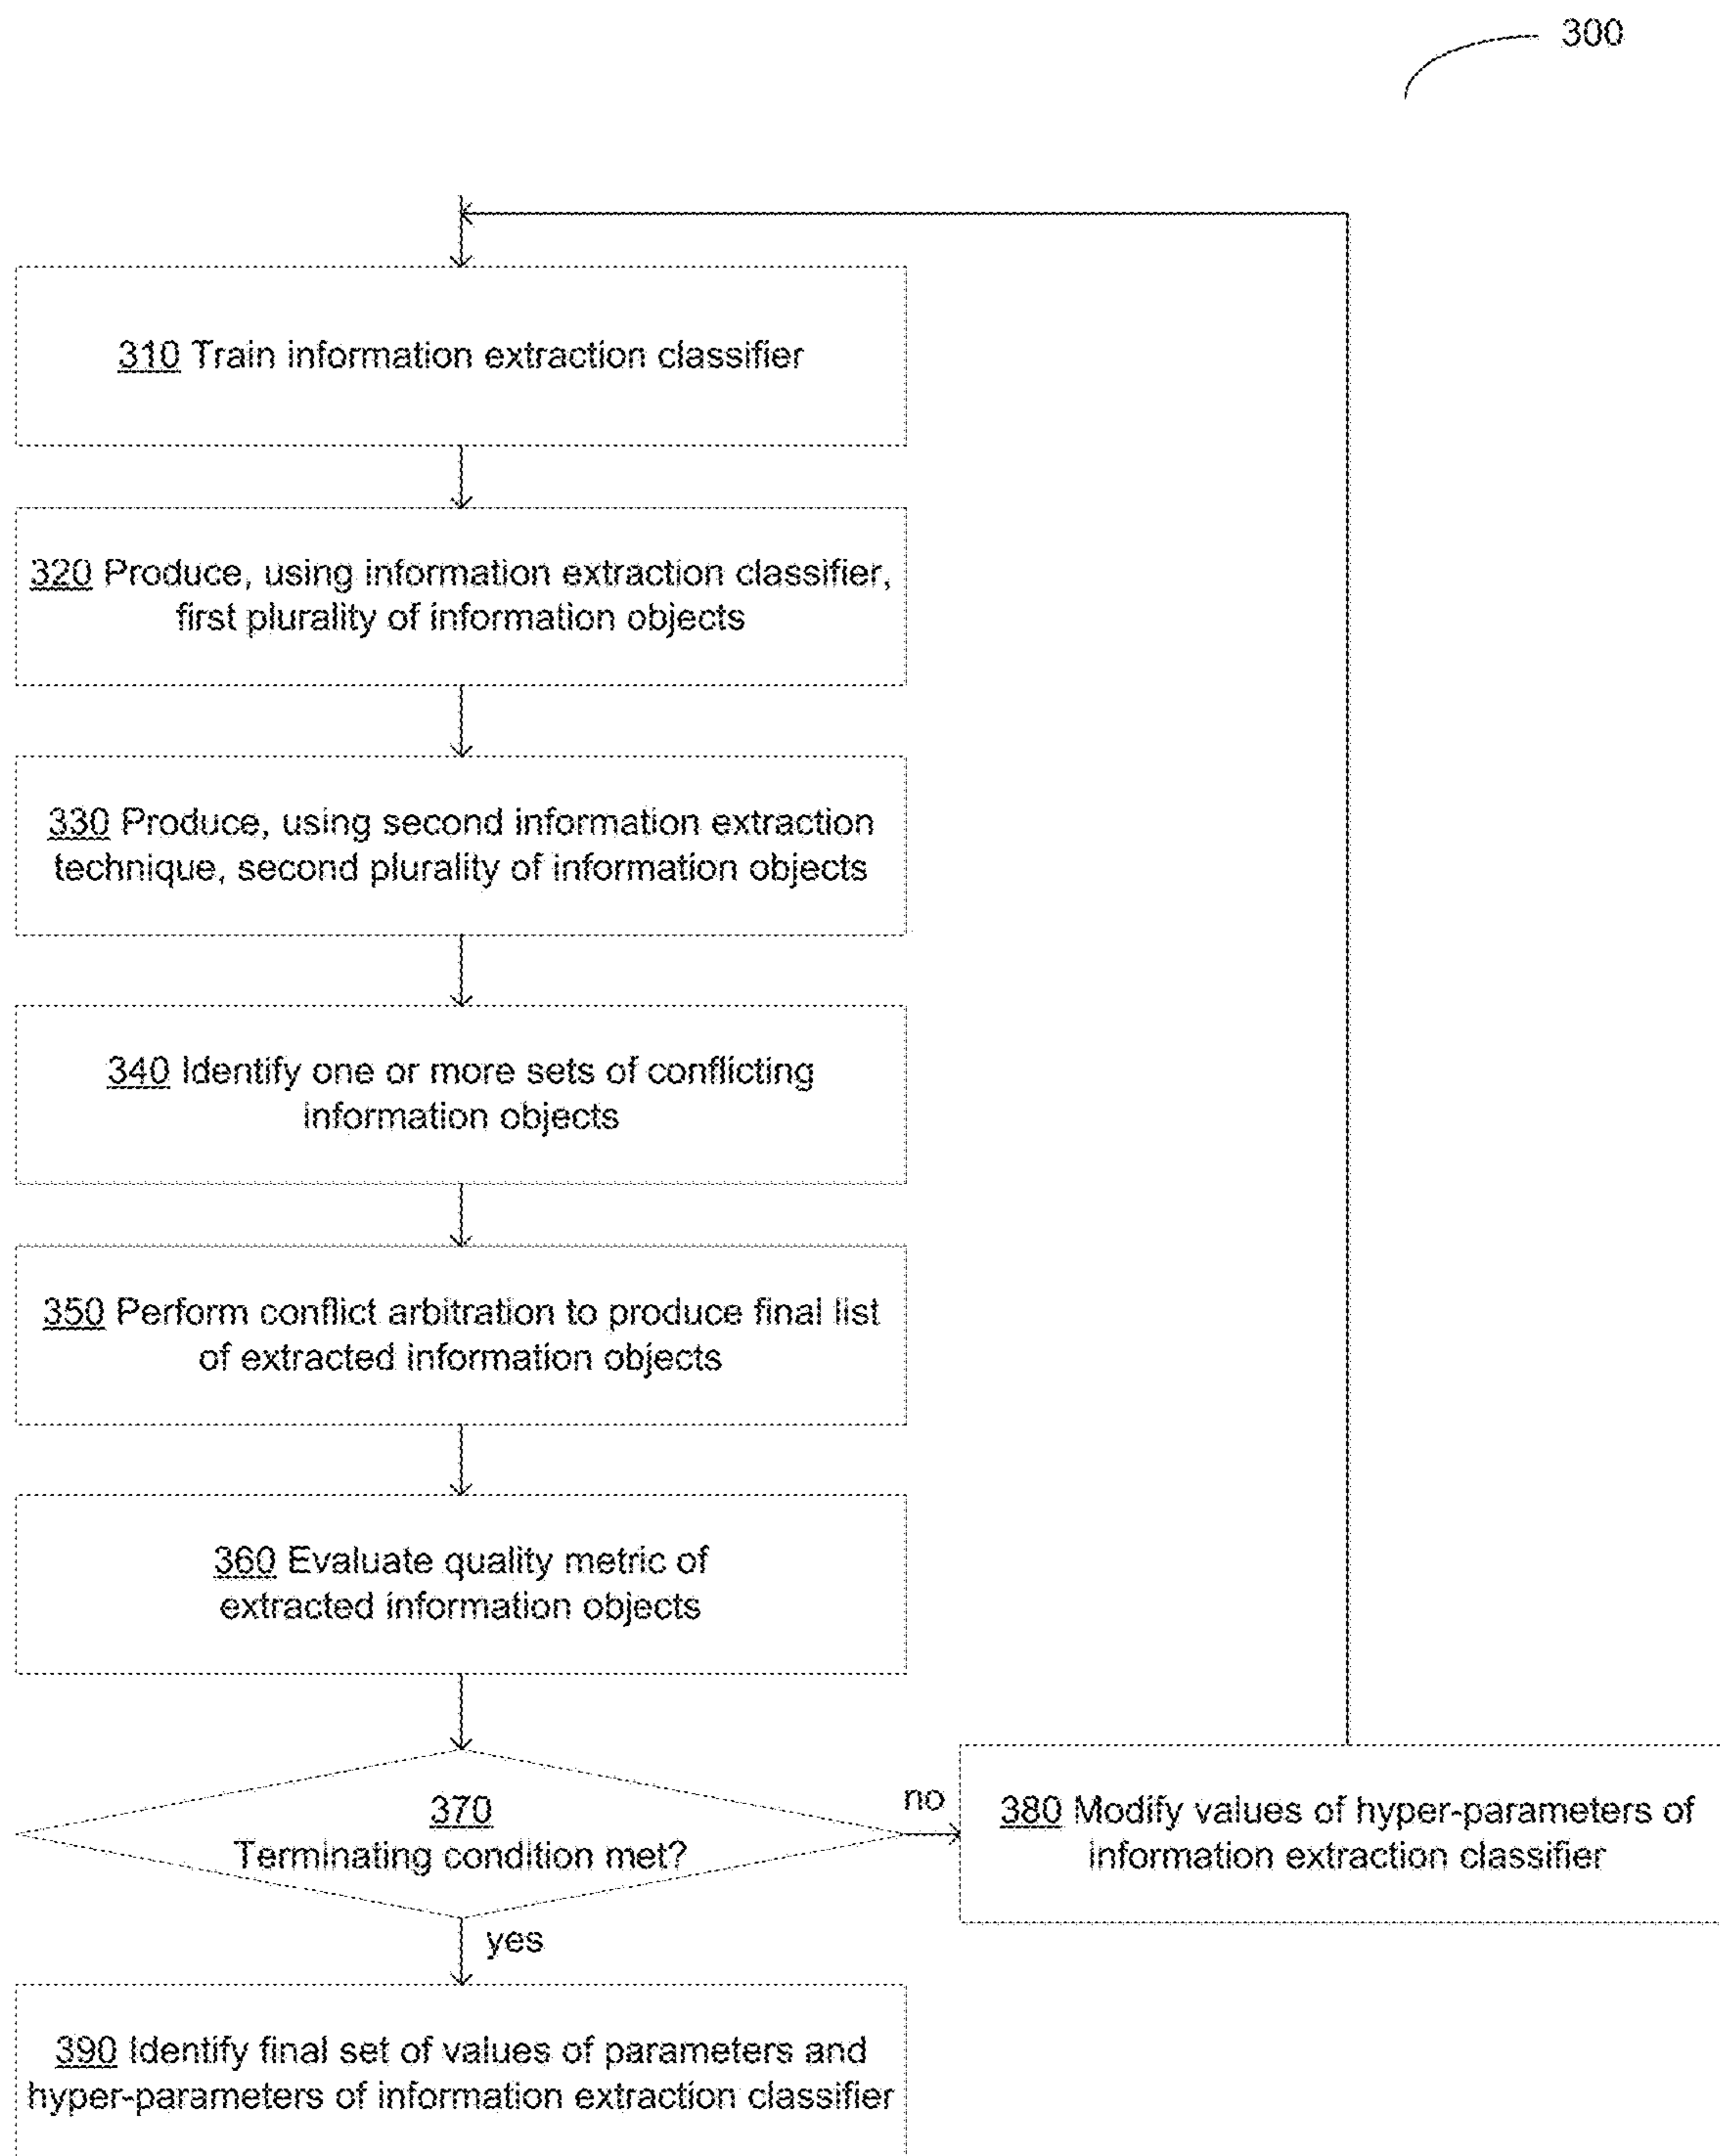 300
310 Train information extraction classifier
320 Produce, using information extraction classifier,
first plurality of information objects
330 Produce, using second information extraction
technique, second plurality of information objects
340 Identify one or more sets of conflicting
information objects
350 Perform conflict arbitration to produce final list
of extracted information objects
360 Evaluate quality metric of
extracted information objects
370
Terminating condition met?
no
380 Modify values of hyper-parameters of
information extraction classifier
yes
390 Identify final set of values of parameters and
hyper-parameters of information extraction classifier